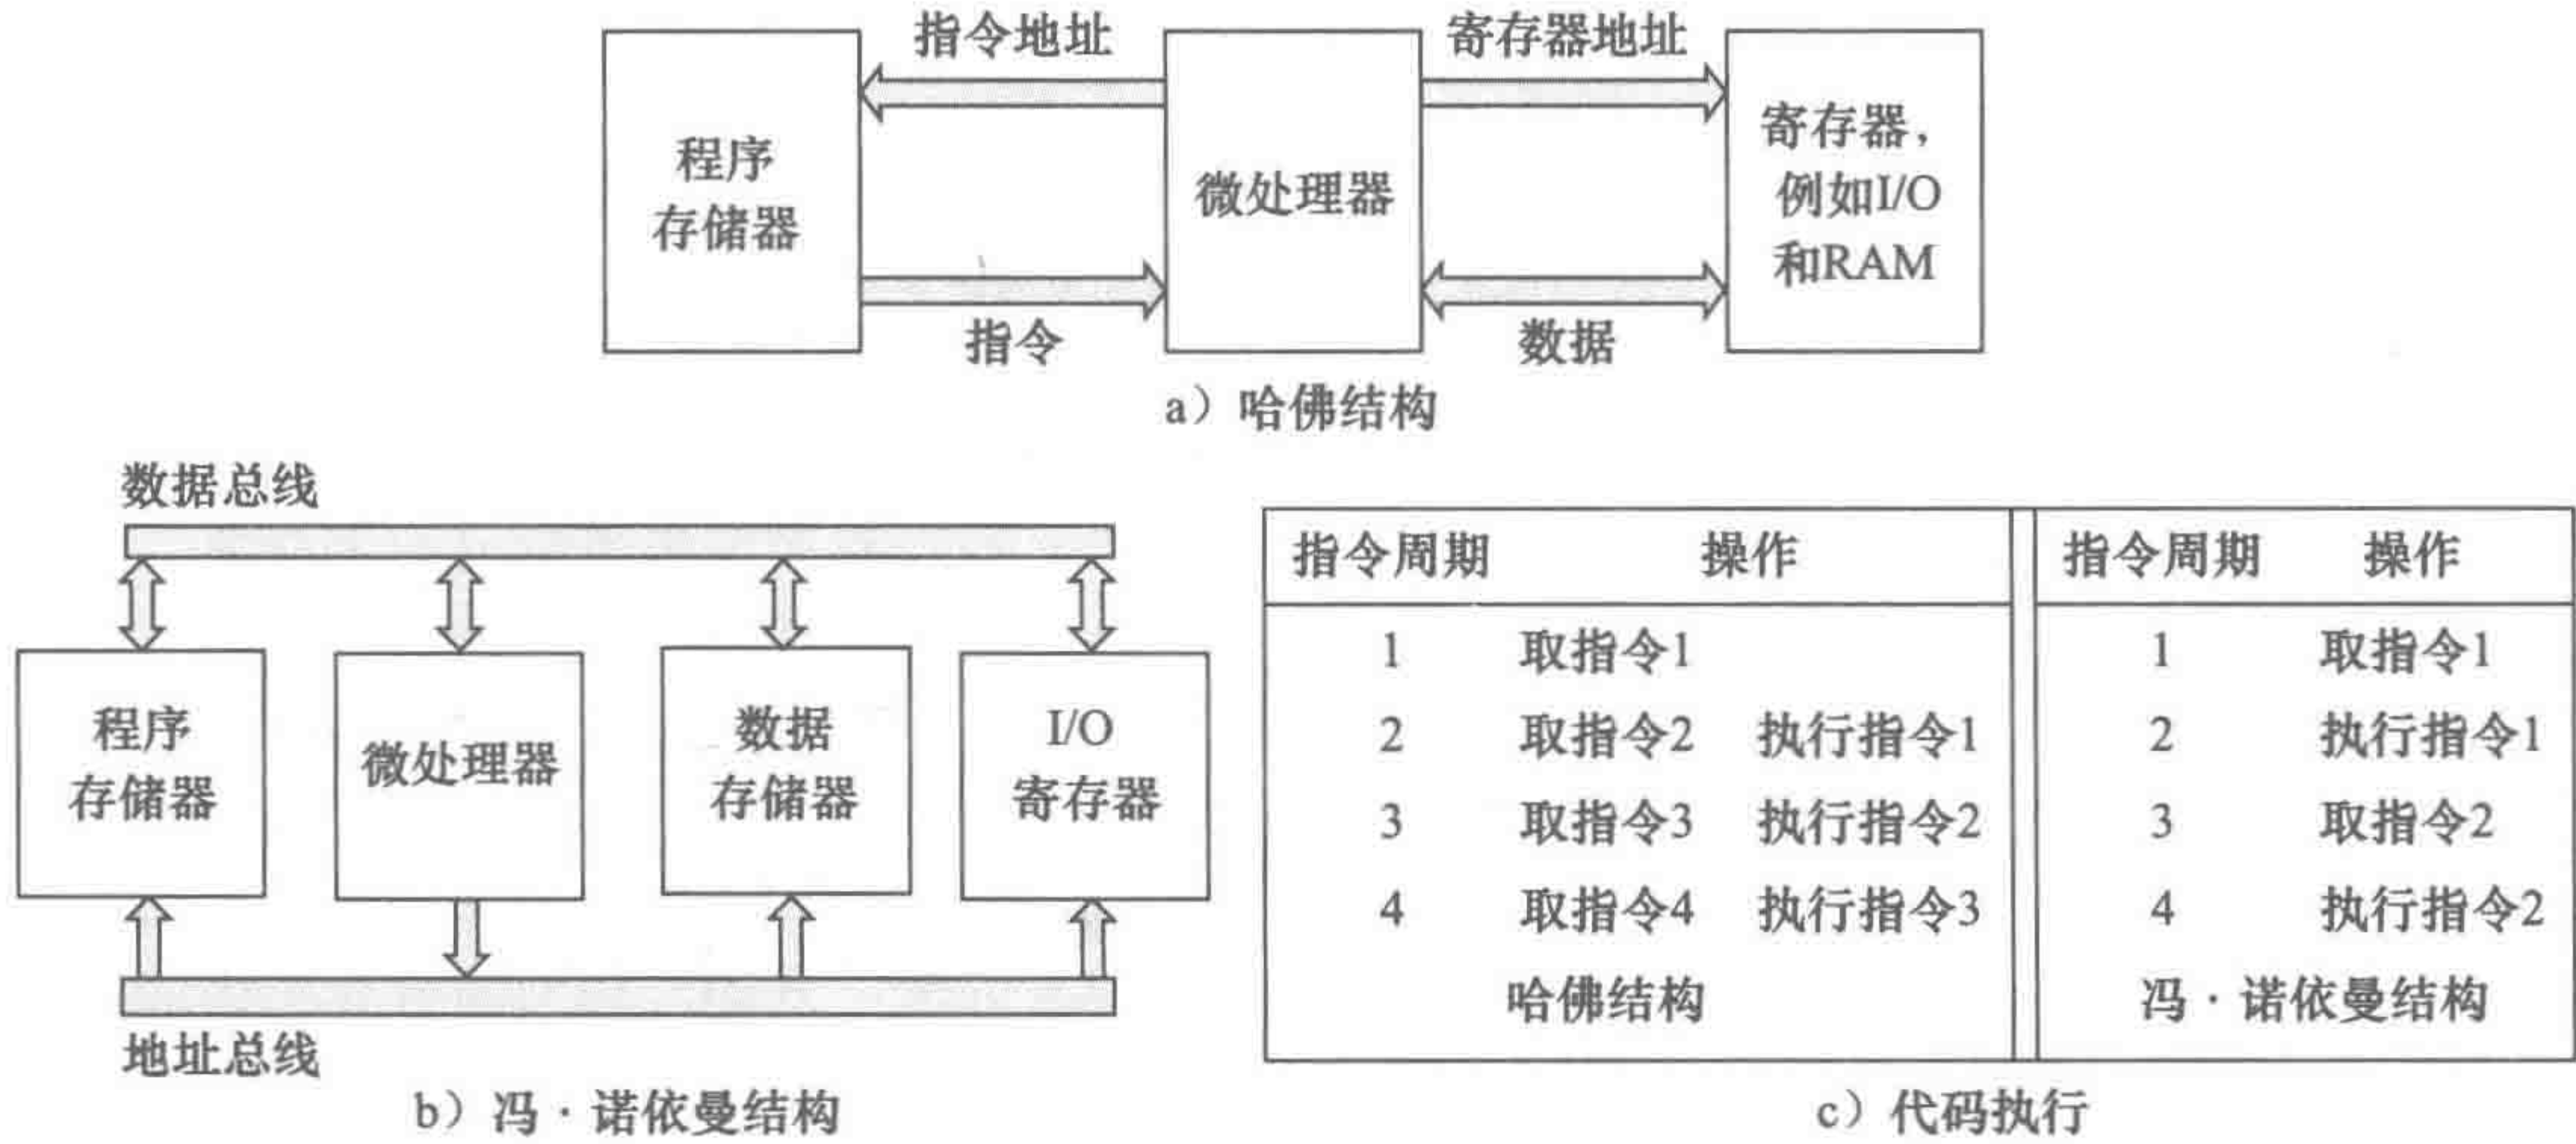 指令地址
寄存器地址
程序
存储器
微处理器
寄存器，
例如I/O
和RAM
指令
数据
a）哈佛结构
数据总线
程序
存储器
微处理器
数据
存储器
I/O
寄存器
地址总线
b）冯·诺依曼结构
指令周期 操作 指令周期 操作
1 取指令1 1 取指令1
2 取指令2 执行指令1 2 执行指令1
3 取指令3 执行指令2 3 取指令2
4 取指令4 执行指令3 4 执行指令2
哈佛结构 冯·诺依曼结构
c）代码执行